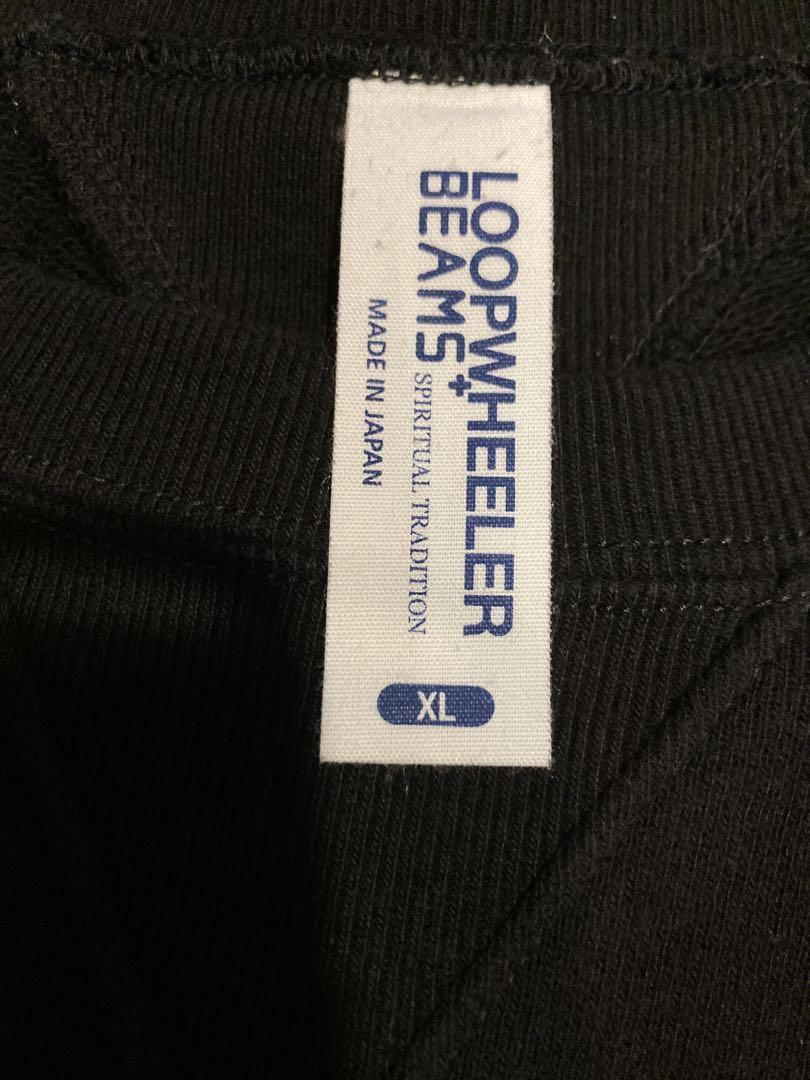 LOOPWHEELER
BEAMS+
SPIRITUAL TRADITION
MADE IN JAPAN
XL